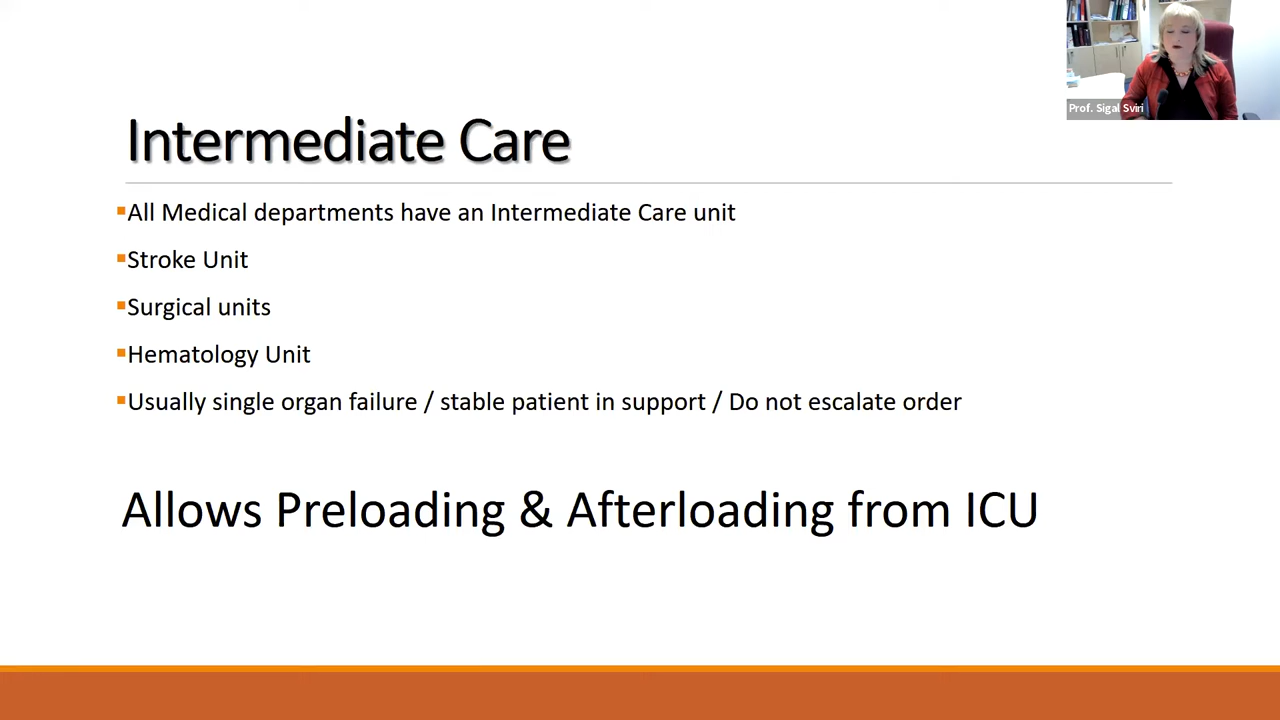 Prof. Sigal Sviri
Intermediate Care
All Medical departments have an Intermediate Care unit
Stroke Unit
Surgical units
Hematology Unit
Usually single organ failure / stable patient in support / Do not escalate order
Allows Preloading & Afterloading from ICU